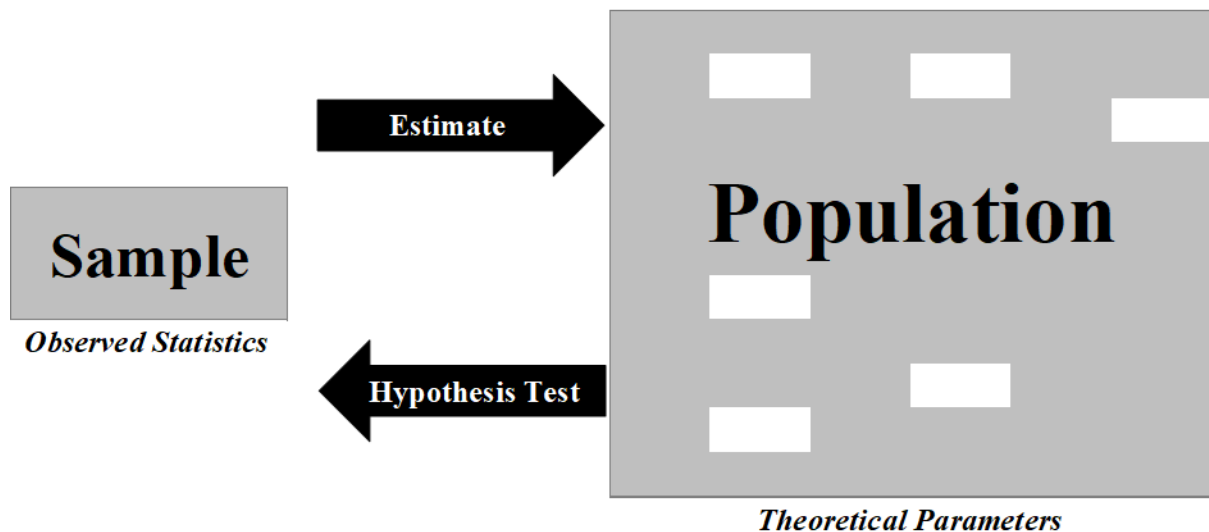 Estimate
Population
Sample
Observed Statistics
Hypothesis Test
Theoretical Parameters